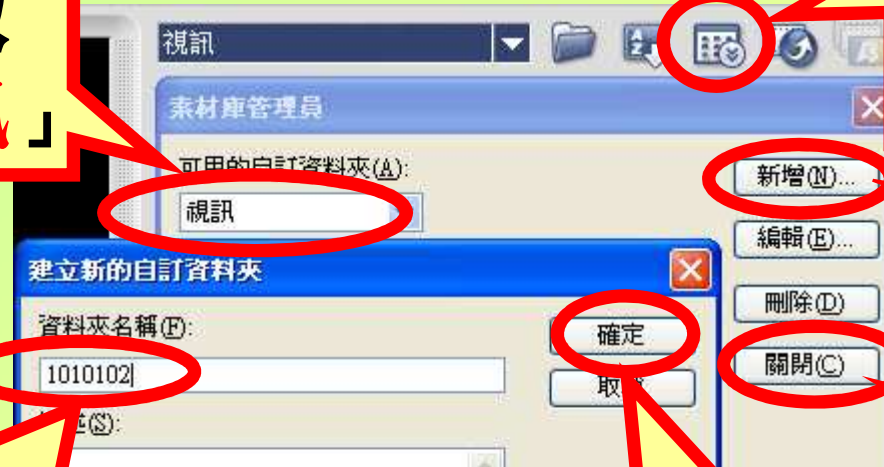 視訊
」
素材庫管理員
可用的自訂資料夾(A):
新增(N)...
視訊
編輯(E)...
建立新的自訂資料夾
刪除(D)
資料夾名稱(F):
確定
關閉(C)
1010102
(S):